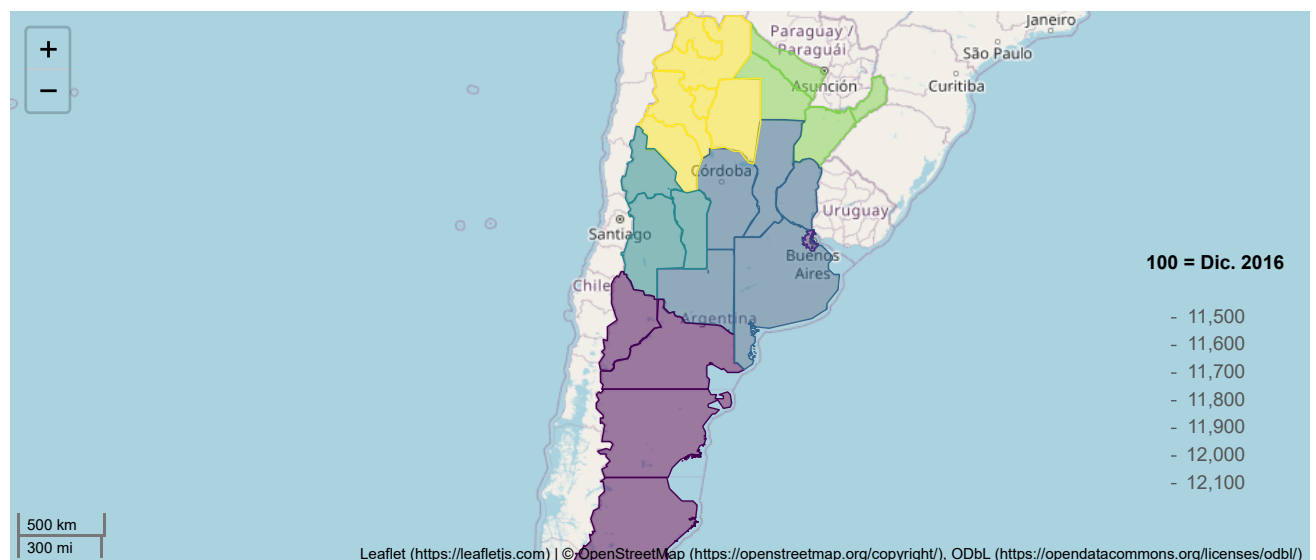 +
−
Janeiro
Paraguay /
Paraguái
São Paulo
Asunción
Curitiba
Córdoba
Uruguay
Santiago
Buenos
Aires
100 = Dic. 2016
Chile
Argentina
- 11,500
- 11,600
- 11,700
- 11,800
- 11,900
- 12,000
- 12,100
500 km
300 mi
Leaflet (https://leafletjs.com) | © OpenStreetMap (https://openstreetmap.org/copyright/), ODbL (https://opendatacommons.org/licenses/odbl/)